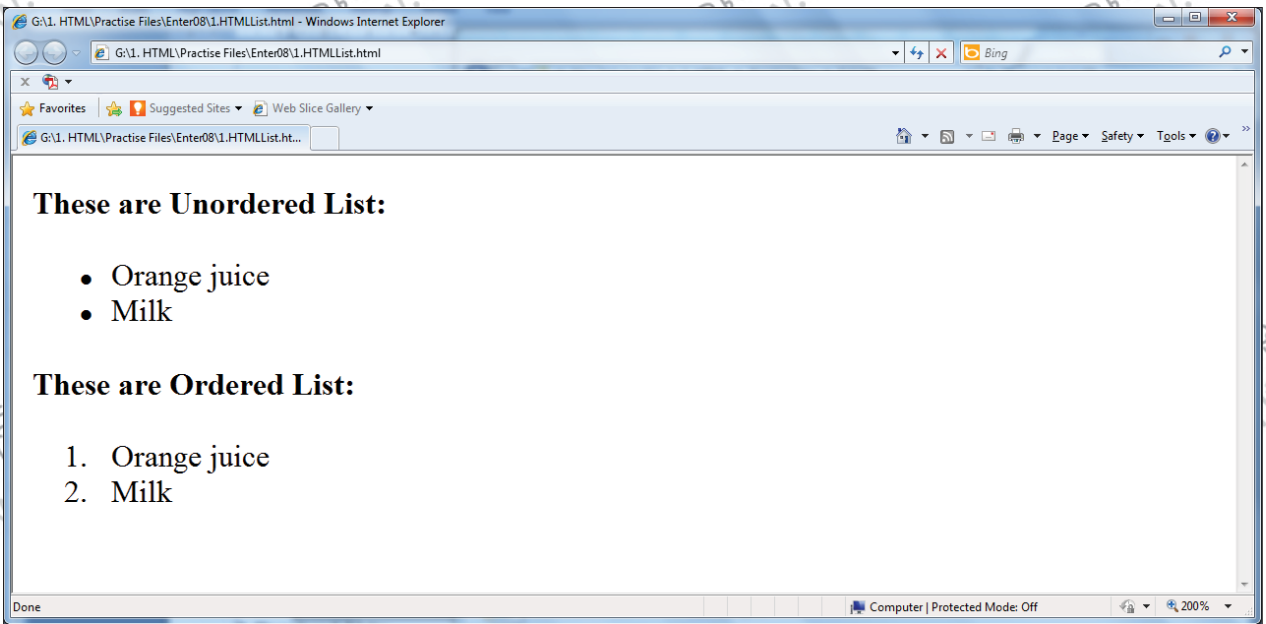 G:\1. HTML\Practise Files\Enter08\1.HTMLList.html - Windows Internet Explorer
G:\1. HTML\Practise Files\Enter08\1.HTMLList.html
Bing
x
Favorites Suggested Sites Web Slice Gallery
G:\1. HTML\Practise Files\Enter08\1.HTMLList.ht... Page Safety Tools »
These are Unordered List:
• Orange juice
• Milk
These are Ordered List:
1. Orange juice
2. Milk
Done Computer | Protected Mode: Off 200%